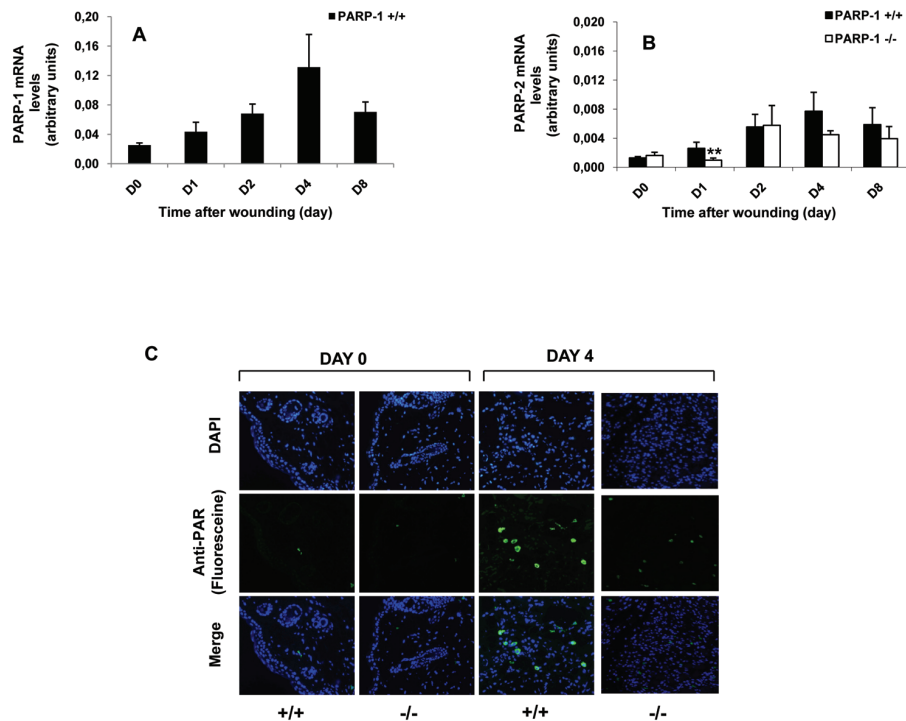 PARP-1 mRNA levels (arbitrary units)
0,20
0,16
0,12
0,08
0,04
0,00
A
PARP-1 +/+
D0 D1 D2 D4 D8
Time after wounding (day)
PARP-2 mRNA levels (arbitrary units)
0,020
0,016
0,012
0,008
0,004
0,000
B
PARP-1 +/+
PARP-1 -/-
**
D0 D1 D2 D4 D8
Time after wounding (day)
C
DAY 0 DAY 4
DAPI
Anti-PAR
(Fluoresceine)
Merge
+/+ -/- +/+ -/-